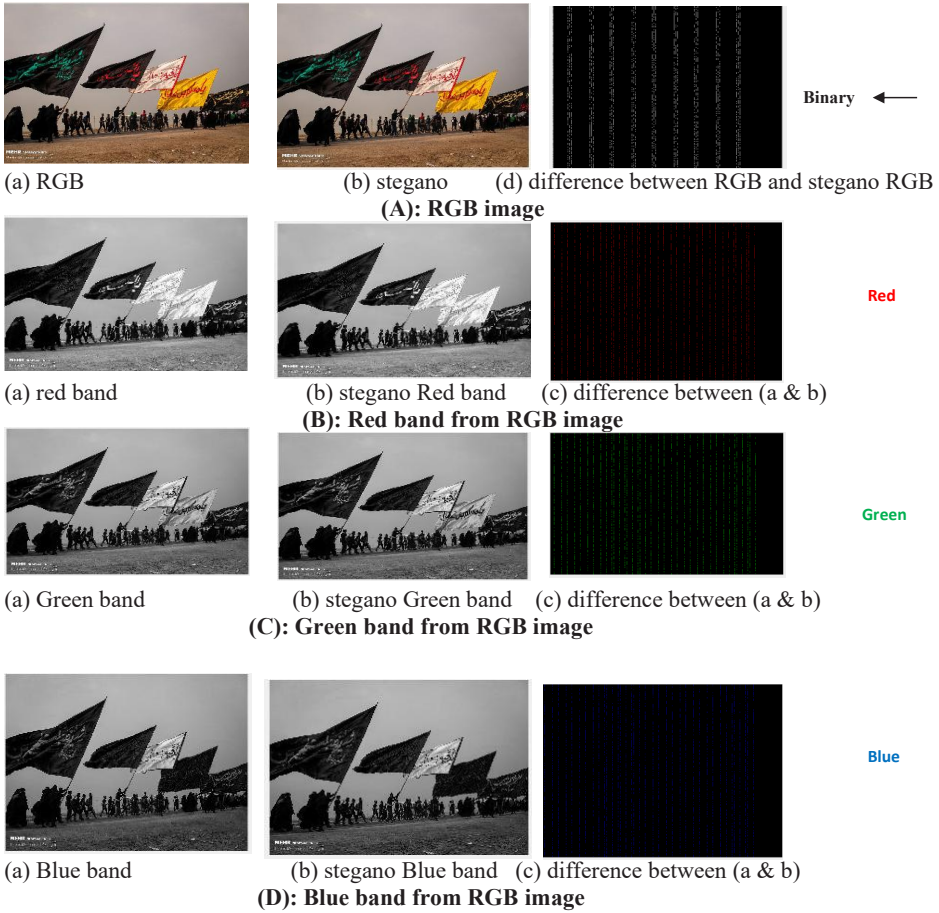 Binary
(a) RGB (b) stegano (d) difference between RGB and stegano RGB
(A): RGB image
Red
(a) red band (b) stegano Red band (c) difference between (a & b)
(B): Red band from RGB image
Green
(a) Green band (b) stegano Green band (c) difference between (a & b)
(C): Green band from RGB image
Blue
(a) Blue band (b) stegano Blue band (c) difference between (a & b)
(D): Blue band from RGB image